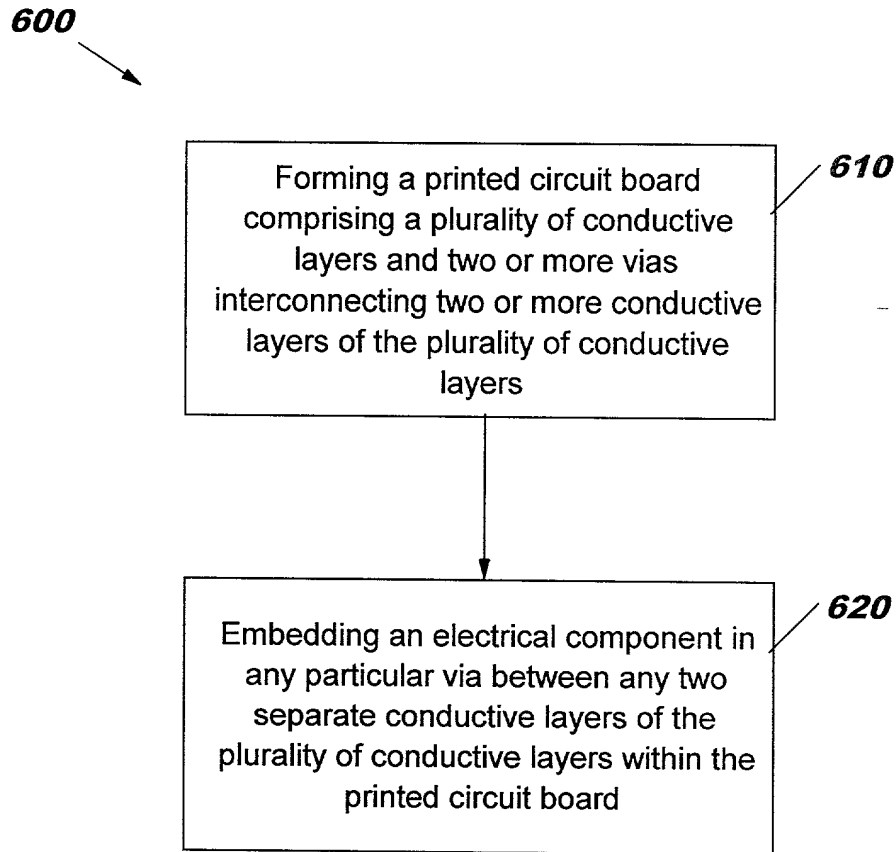 600
610
Forming a printed circuit board
comprising a plurality of conductive
layers and two or more vias
interconnecting two or more conductive
layers of the plurality of conductive
layers
620
Embedding an electrical component in
any particular via between any two
separate conductive layers of the
plurality of conductive layers within the
printed circuit board